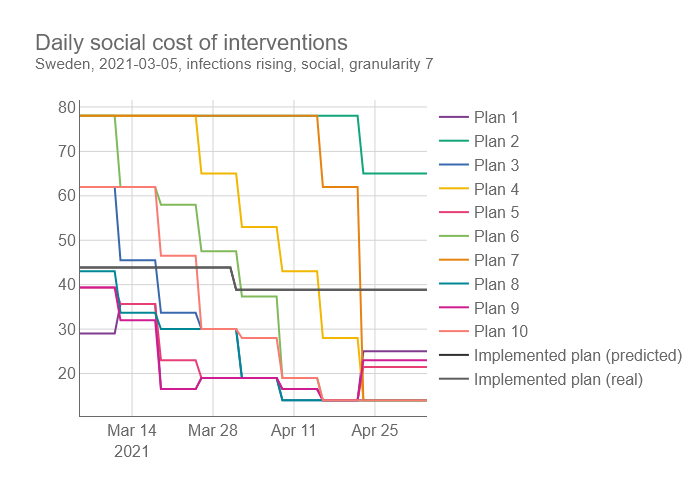 Daily social cost of interventions
Sweden, 2021-03-05, infections rising, social, granularity 7
80
70
60
50
40
30
20
Mar 14
2021
Mar 28
Apr 11
Apr 25
Plan 1
Plan 2
Plan 3
Plan 4
Plan 5
Plan 6
Plan 7
Plan 8
Plan 9
Plan 10
Implemented plan (predicted)
Implemented plan (real)